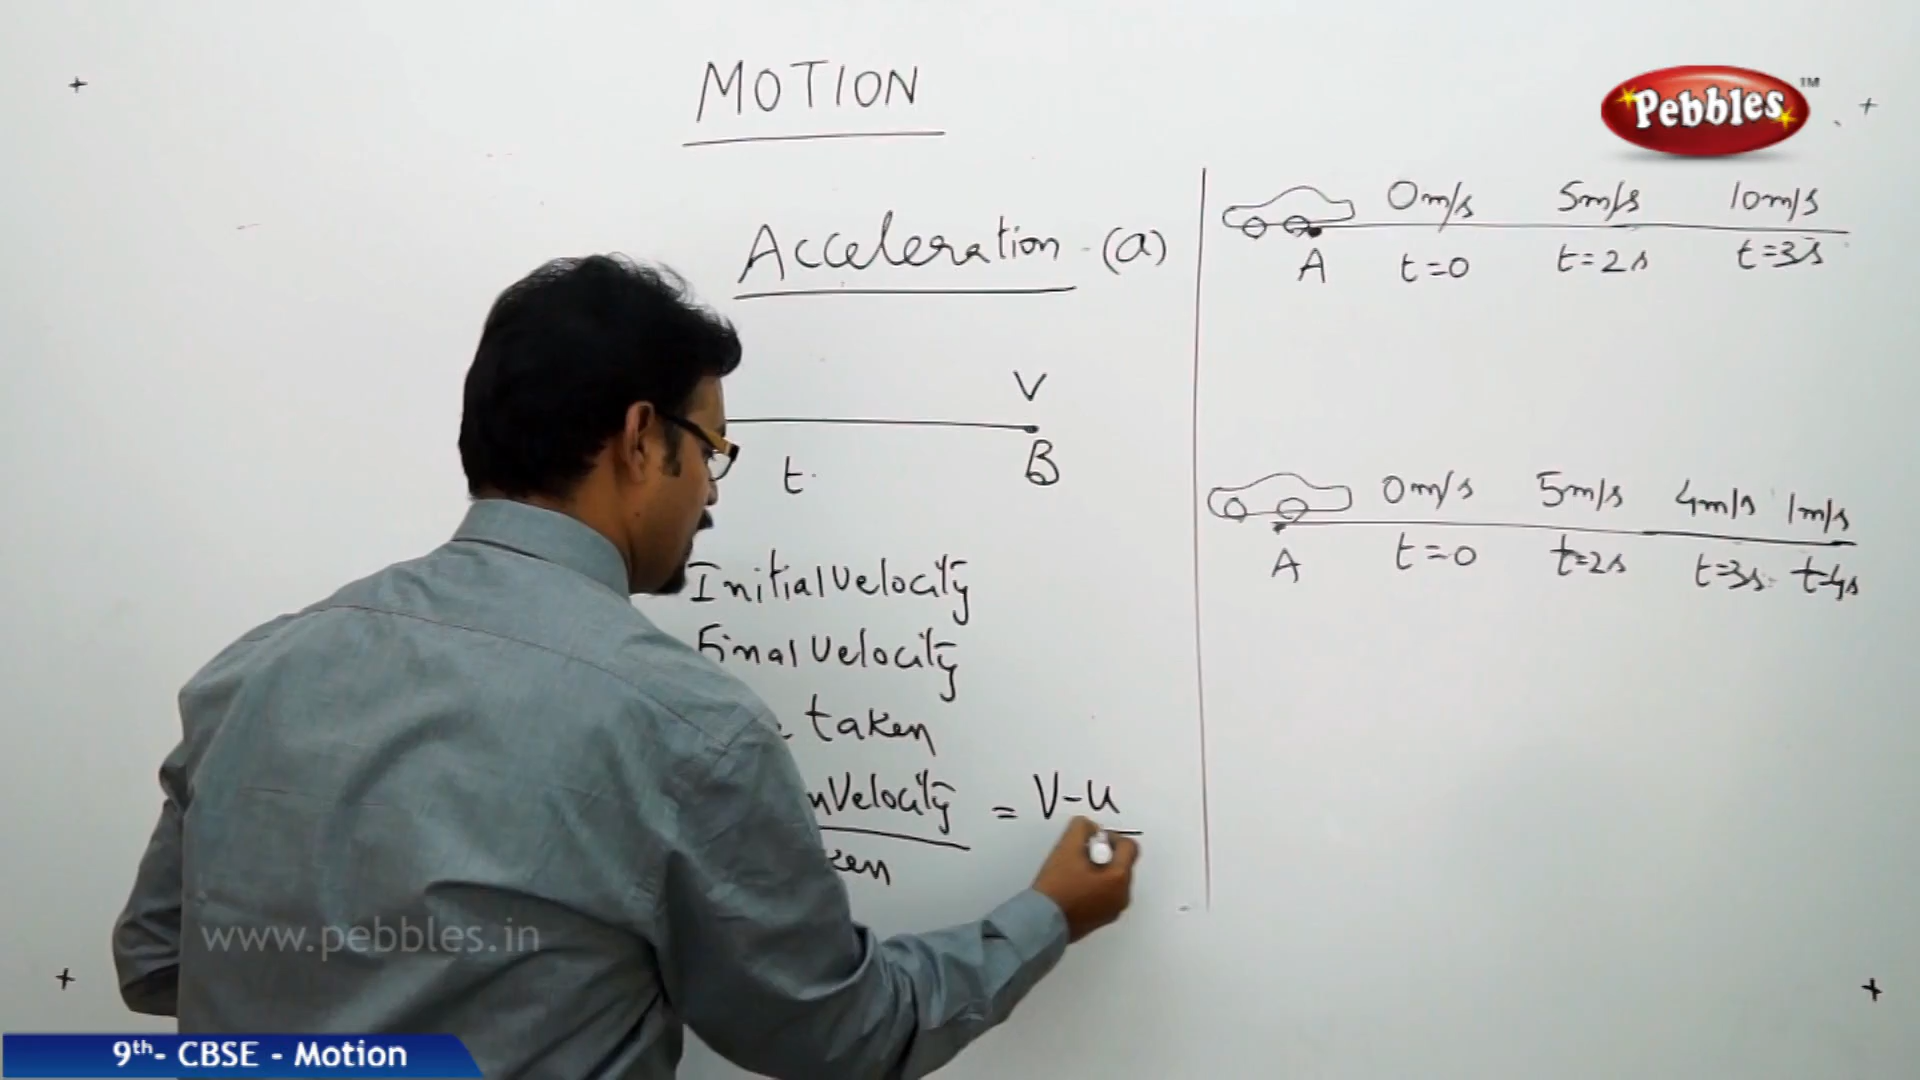 MOTION
Pebbles™
Acceleration - (a)
V
B
t
Initial Velocity
Final Velocity
taken
Velocity = V-u
0m/s 5m/s 10m/s
A t=0 t=2s t=3s
0m/s 5m/s 4m/s 1m/s
A t=0 t=2s t=3s t=4s
www.pebbles.in
9th- CBSE - Motion